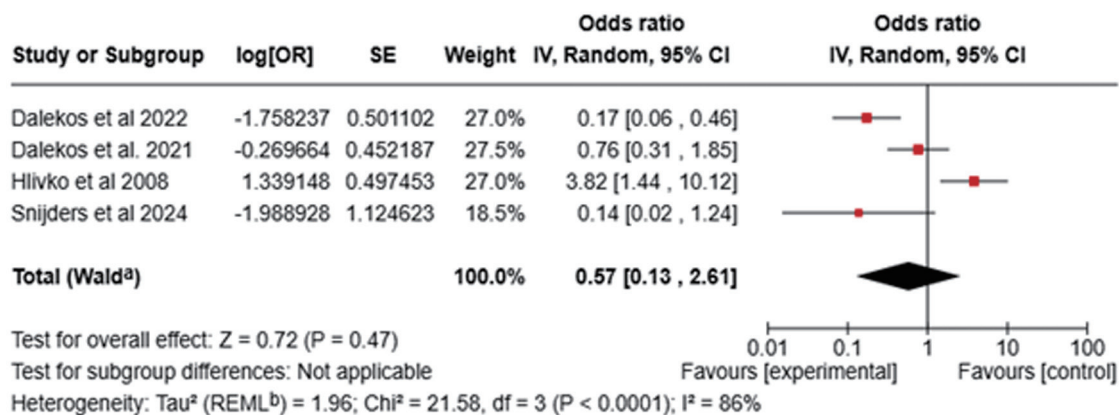 Odds ratio Odds ratio
Study or Subgroup log[OR] SE Weight IV, Random, 95% CI IV, Random, 95% CI
Dalekos et al 2022 -1.758237 0.501102 27.0% 0.17 [0.06 , 0.46]
Dalekos et al. 2021 -0.269664 0.452187 27.5% 0.76 [0.31 , 1.85]
Hlivko et al 2008 1.339148 0.497453 27.0% 3.82 [1.44 , 10.12]
Snijders et al 2024 -1.988928 1.124623 18.5% 0.14 [0.02 , 1.24]
Total (Waldᵃ) 100.0% 0.57 [0.13 , 2.61]
Test for overall effect: Z = 0.72 (P = 0.47)
0.01 0.1 1 10 100
Test for subgroup differences: Not applicable
Favours [experimental] Favours [control]
Heterogeneity: Tau² (REMLᵇ) = 1.96; Chi² = 21.58, df = 3 (P < 0.0001); I² = 86%